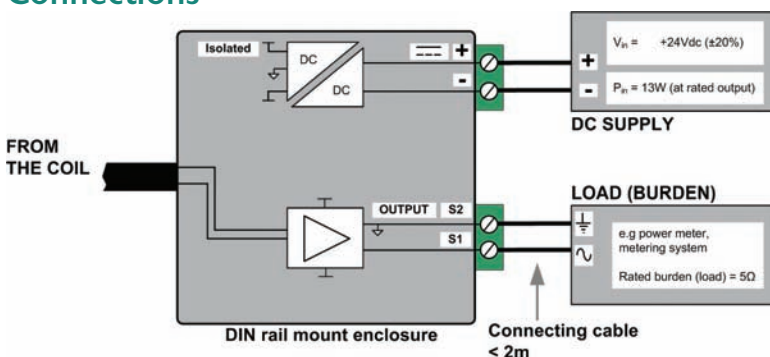 Connections
Isolated
DC
DC
+
-
+
-
Vin = +24Vdc (±20%)
Pin = 13W (at rated output)
DC SUPPLY
FROM
THE COIL
OUTPUT S2
S1
LOAD (BURDEN)
e.g power meter,
metering system
Rated burden (load) = 5Ω
DIN rail mount enclosure
Connecting cable
< 2m